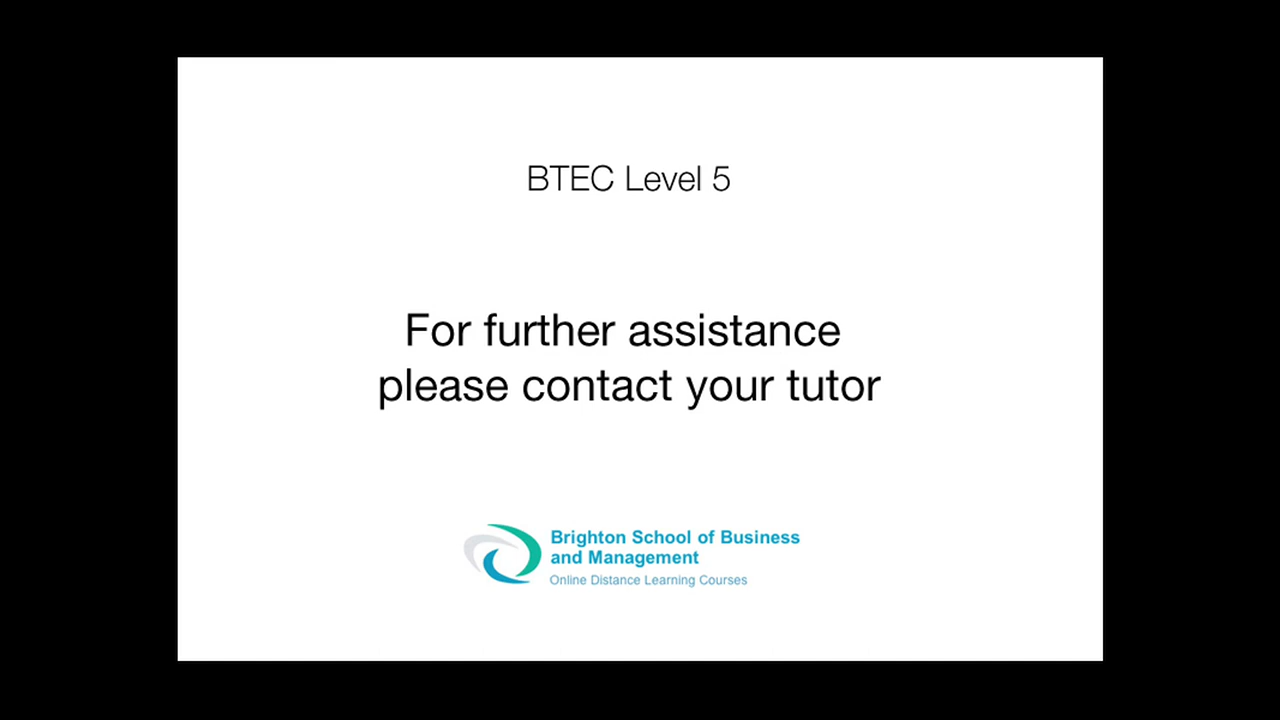 BTEC Level 5
For further assistance
please contact your tutor
Brighton School of Business
and Management
Online Distance Learning Courses